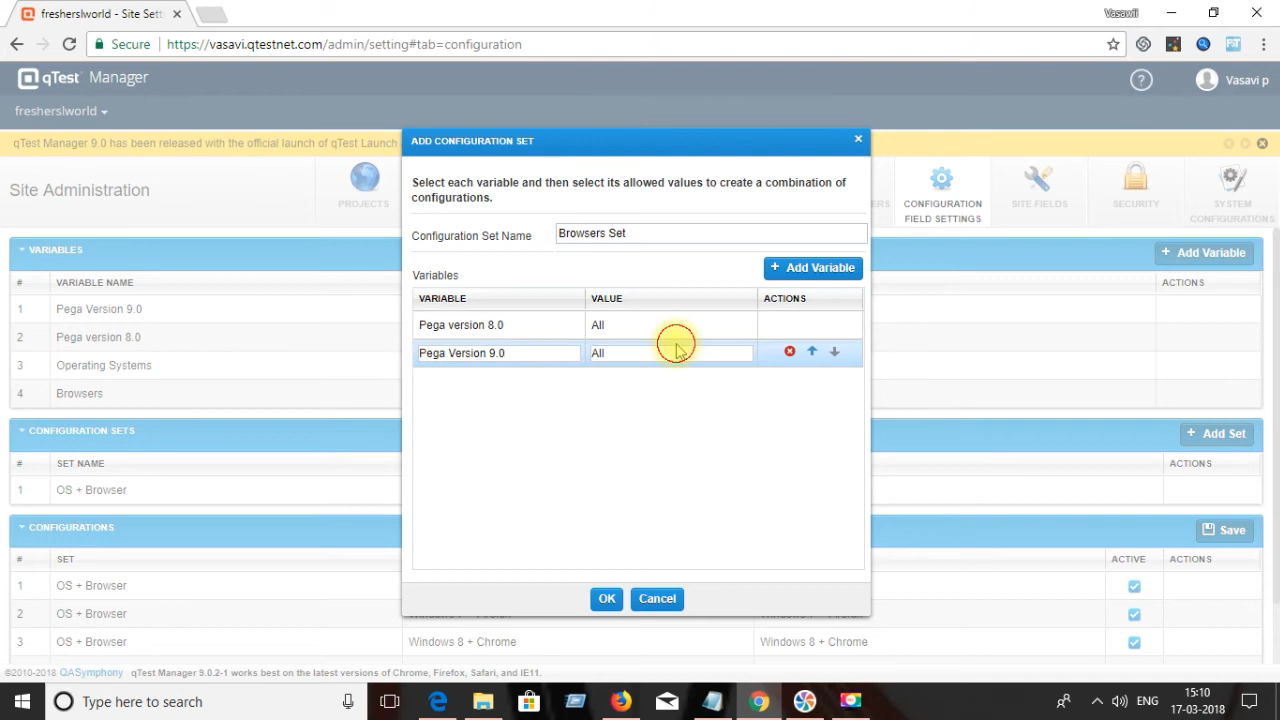 fresherslworld - Site Sett
Vasawii
Secure https://vasavi.qtestnet.com/admin/setting#tab=configuration
qTest Manager
Vasavi p
fresherslworld
qTest Manager 9.0 has been released with the official launch of qTest Launch
Site Administration
PROJECTS
ERS
CONFIGURATION FIELD SETTINGS
SITE FIELDS
SECURITY
SYSTEM CONFIGURATIONS
VARIABLES
+ Add Variable
# VARIABLE NAME ACTIONS
1 Pega Version 9.0
2 Pega version 8.0
3 Operating Systems
4 Browsers
CONFIGURATION SETS
+ Add Set
# SET NAME ACTIONS
1 OS + Browser
CONFIGURATIONS
Save
# SET ACTIVE ACTIONS
1 OS + Browser
2 OS + Browser
3 OS + Browser Windows 8 + Chrome Windows 8 + Chrome
ADD CONFIGURATION SET
Select each variable and then select its allowed values to create a combination of
configurations.
Configuration Set Name Browsers Set
Variables + Add Variable
VARIABLE VALUE ACTIONS
Pega version 8.0 All
Pega Version 9.0 All
OK Cancel
©2010-2018 QASymphony qTest Manager 9.0.2-1 works best on the latest versions of Chrome, Firefox, Safari, and IE11.
Type here to search
ENG
15:10
17-03-2018